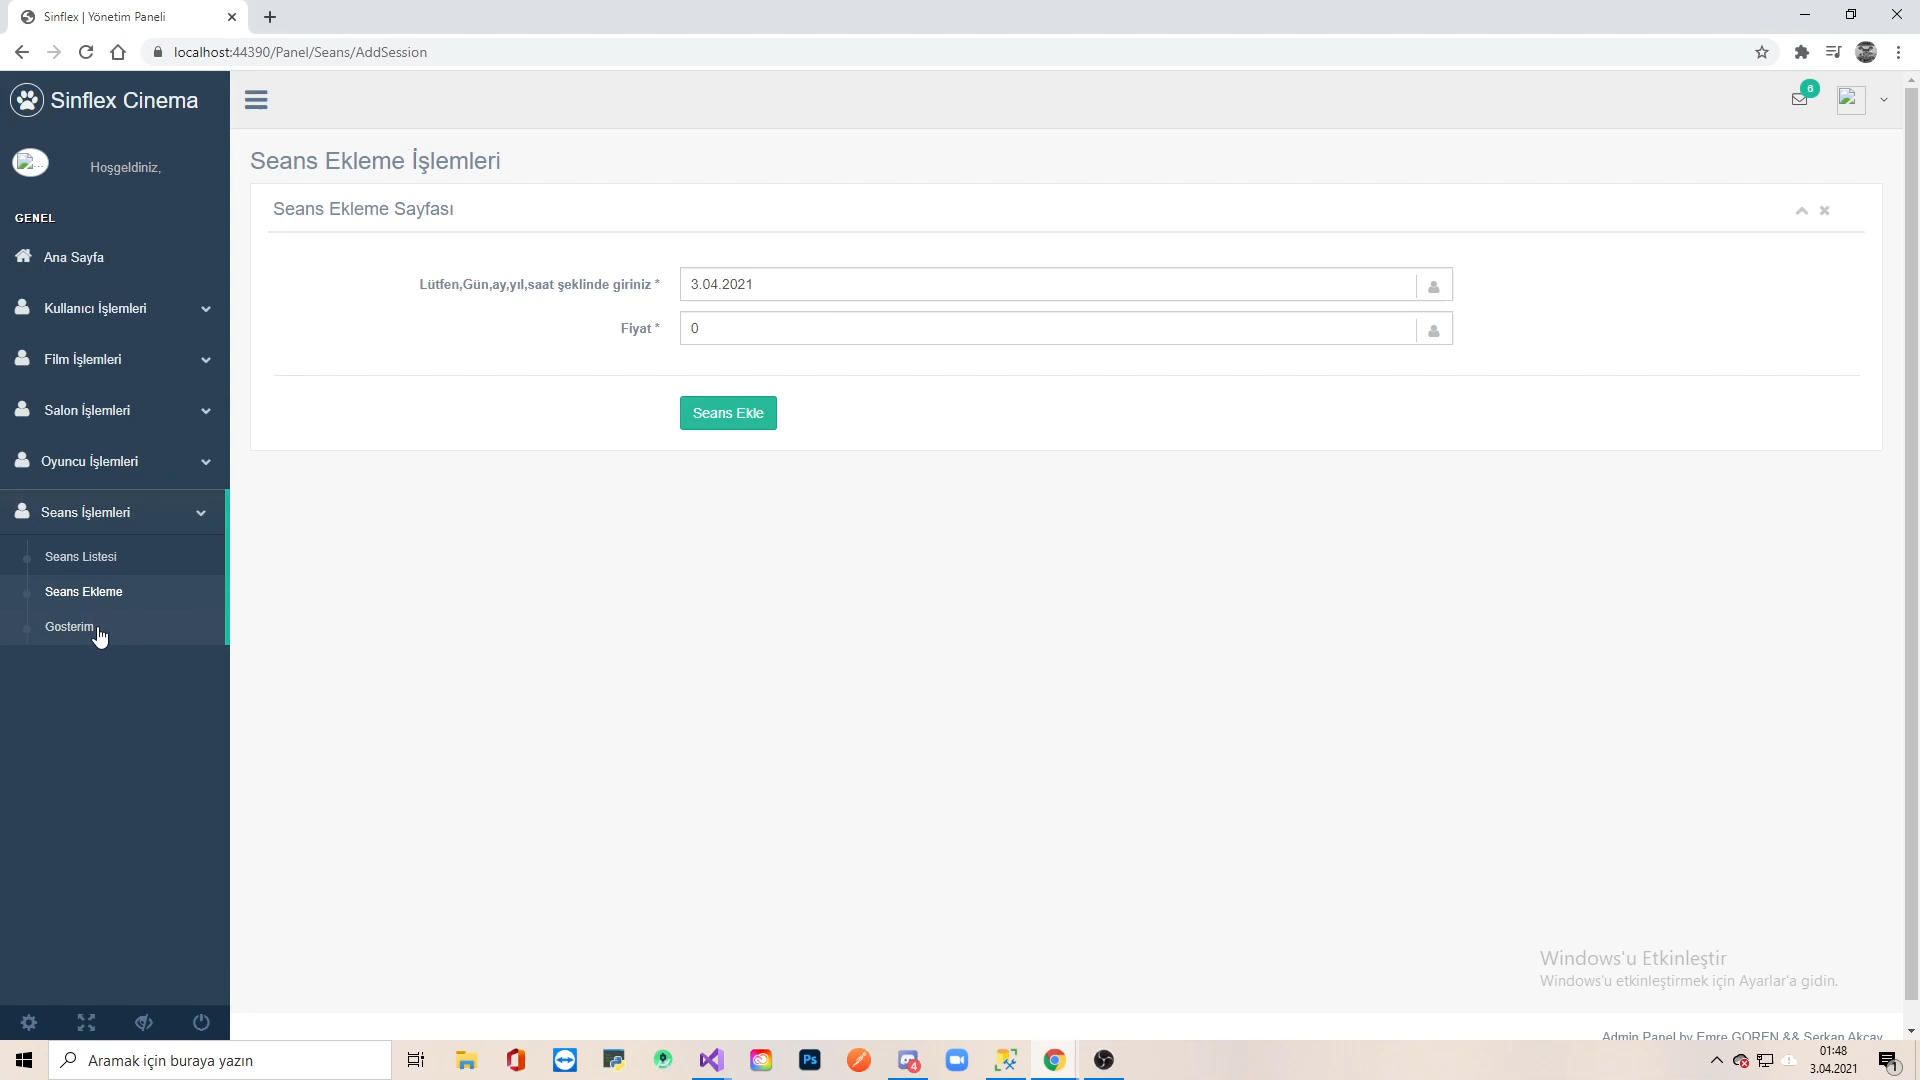 Sinflex | Yönetim Paneli
localhost:44390/Panel/Seans/AddSession
Sinflex Cinema
6
Hoşgeldiniz,
GENEL
Ana Sayfa
Kullanıcı İşlemleri
Film İşlemleri
Salon İşlemleri
Oyuncu İşlemleri
Seans İşlemleri
Seans Listesi
Seans Ekleme
Gosterim
Seans Ekleme İşlemleri
Seans Ekleme Sayfası
Lütfen,Gün,ay,yıl,saat şeklinde giriniz * 3.04.2021
Fiyat * 0
Seans Ekle
Windows'u Etkinleştir
Windows'u etkinleştirmek için Ayarlar'a gidin.
Admin Panel by Emre GOREN && Serkan Akcay
Aramak için buraya yazın
Ps
4
01:48
3.04.2021
1